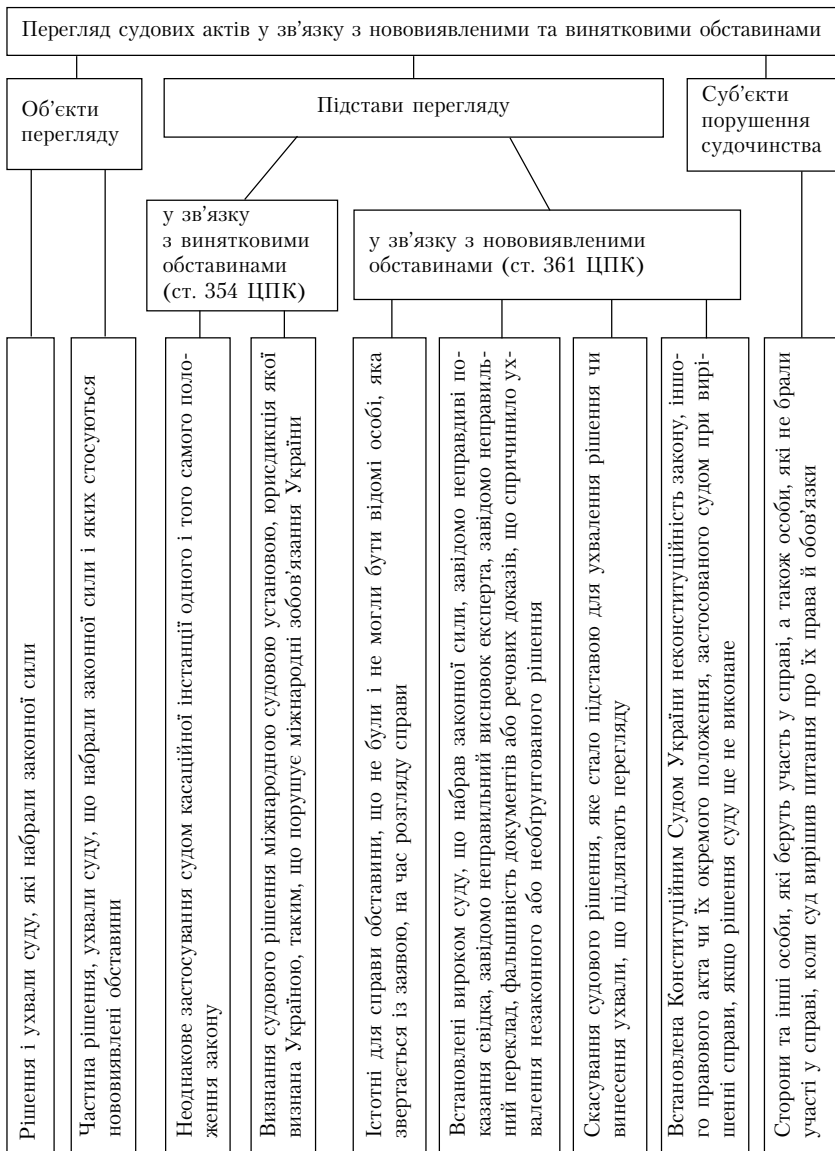 Перегляд судових актів у зв’язку з нововиявленими та винятковими обставинами
Об’єкти
перегляду
Підстави перегляду
Суб’єкти
порушення
судочинства
у зв’язку
з винятковими
обставинами
(ст. 354 ЦПК)
у зв’язку з нововиявленими
обставинами (ст. 361 ЦПК)
Рішення і ухвали суду, які набрали законної сили
Частина рішення, ухвали суду, що набрали законної сили і яких стосуються
нововиявлені обставини
Неоднакове застосування судом касаційної інстанції одного і того самого поло-
ження закону
Визнання судового рішення міжнародною судовою установою, юрисдикція якої
визнана Україною, таким, що порушує міжнародні зобов’язання України
Істотні для справи обставини, що не були і не могли бути відомі особі, яка
звертається із заявою, на час розгляду справи
Встановлені вироком суду, що набрав законної сили, завідомо неправдиві по-
казання свідка, завідомо неправильний висновок експерта, завідомо неправиль-
ний переклад, фальшивість документів або речових доказів, що спричинило ух-
валення незаконного або необґрунтованого рішення
Скасування судового рішення, яке стало підставою для ухвалення рішення чи
винесення ухвали, що підлягають перегляду
Встановлена Конституційним Судом України неконституційність закону, іншо-
го правового акта чи їх окремого положення, застосованого судом при вирі-
шенні справи, якщо рішення суду ще не виконане
Сторони та інші особи, які беруть участь у справі, а також особи, які не брали
участі у справі, коли суд вирішив питання про їх права й обов’язки